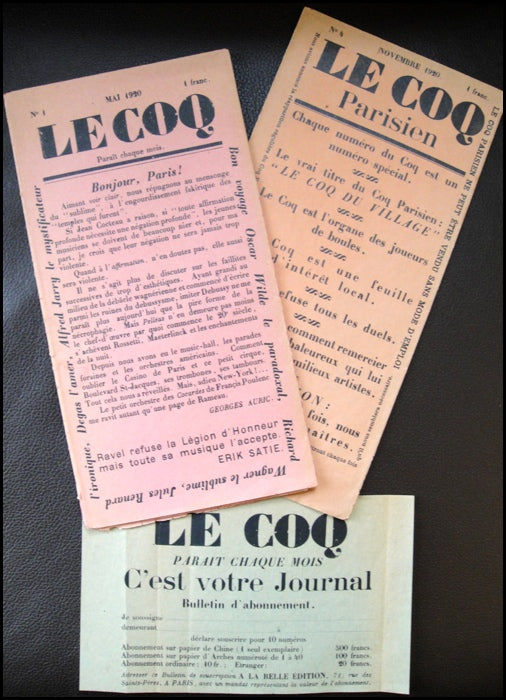 MAI 1920
Nº 1
1 franc.
LE COQ
Paraît chaque mois.
Bonjour, Paris!
Aimant voir clair, nous répugnons au mensonge
du "sublime", à l'engourdissement fakirique des
"temples qui furent".
Si Jean Cocteau a raison, si "toute affirmation
profonde nécessite une négation profonde", les jeunes
musiciens se doivent de beaucoup nier et, pour ma
part, je crois que leur négation ne sera jamais trop
violente.
Quand à l'affirmation, n'en doutez pas, elle aussi
sera violente.
Il ne s'agit plus de discuter sur les faillites
successives de trop d'esthétiques. Ayant grandi au
milieu de la débâcle wagnérienne et commencé d'écrire
parmi les ruines du debussysme, imiter Debussy ne me
paraît plus aujourd'hui que la pire forme de la
nécrophagie. Mais Pelléas n'en demeure pas moins
le chef-d'œuvre par quoi commence le 20e siècle,
s'achèvent Rossetti, Maeterlinck et les enchantements
du Nord.
Depuis nous avons eu le music-hall, les parades
foraines et les orchestres américains. Comment
oublier le Casino de Paris et ce petit cirque,
Boulevard St-Jacques, ses trombones, ses tambours.
Tout cela nous a réveillés. Mais, adieu New-York!...
Le petit orchestre des Cocardes de Francis Poulenc
me ravit autant qu'une page de Rameau.
GEORGES AURIC.
Ravel refuse la Légion d'Honneur
mais toute sa musique l'accepte.
ERIK SATIE.
l'ironique, Degas l'amer, Alfred Jarry le mystificateur
Bon voyage Oscar Wilde le paradoxal, Richard
Wagner le sublime, Jules Renard
Nº 4
NOVEMBRE 1920
1 franc.
LE COQ
Parisien
Chaque numéro du Coq est un
numéro spécial.
Le vrai titre du Coq Parisien:
"LE COQ DU VILLAGE"
Le Coq est l'organe des joueurs
de boules.
Coq est une feuille
d'intérêt local.
refuse tous les duels.
comment remercier
baleureux qui lui
milieux artistes.
ON:
fois, nous
aîtres.
LE COQ PARISIEN NE PEUT ÊTRE VENDU SANS MODE D'EMPLOI
LE COQ
PARAIT CHAQUE MOIS
C'est votre Journal
Bulletin d'abonnement.
Je soussigné
demeurant à
déclare souscrire pour 10 numéros
Abonnement sur papier de Chine (1 seul exemplaire) 500 francs.
Abonnement sur papier d'Arches numéroté de 1 à 40 100 francs.
Abonnement ordinaire: 10 fr.; Etranger: 20 francs.
Adresser ce Bulletin de souscription A LA BELLE EDITION, 71, rue des
Saints-Pères, A PARIS, avec un mandat représentant la valeur de l'abonnement.